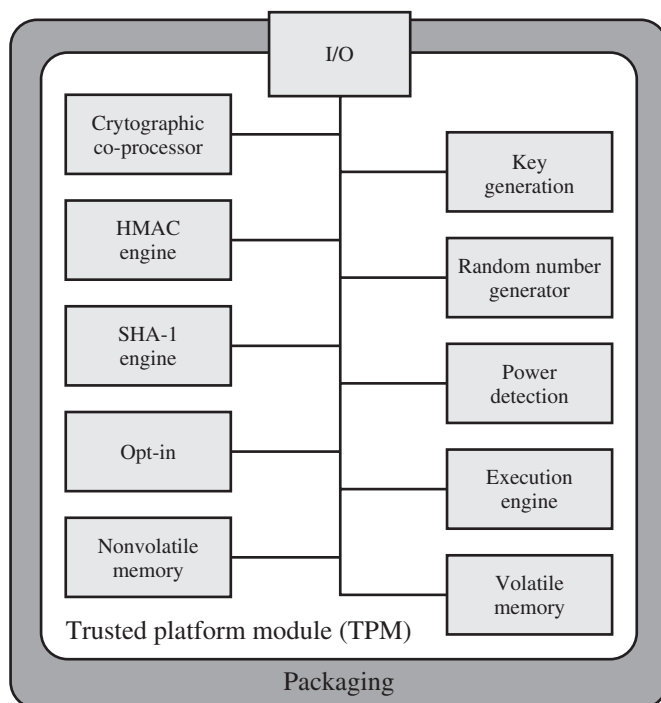 I/O
Crytographic
co-processor
HMAC
engine
SHA-1
engine
Opt-in
Nonvolatile
memory
Key
generation
Random number
generator
Power
detection
Execution
engine
Volatile
memory
Trusted platform module (TPM)
Packaging